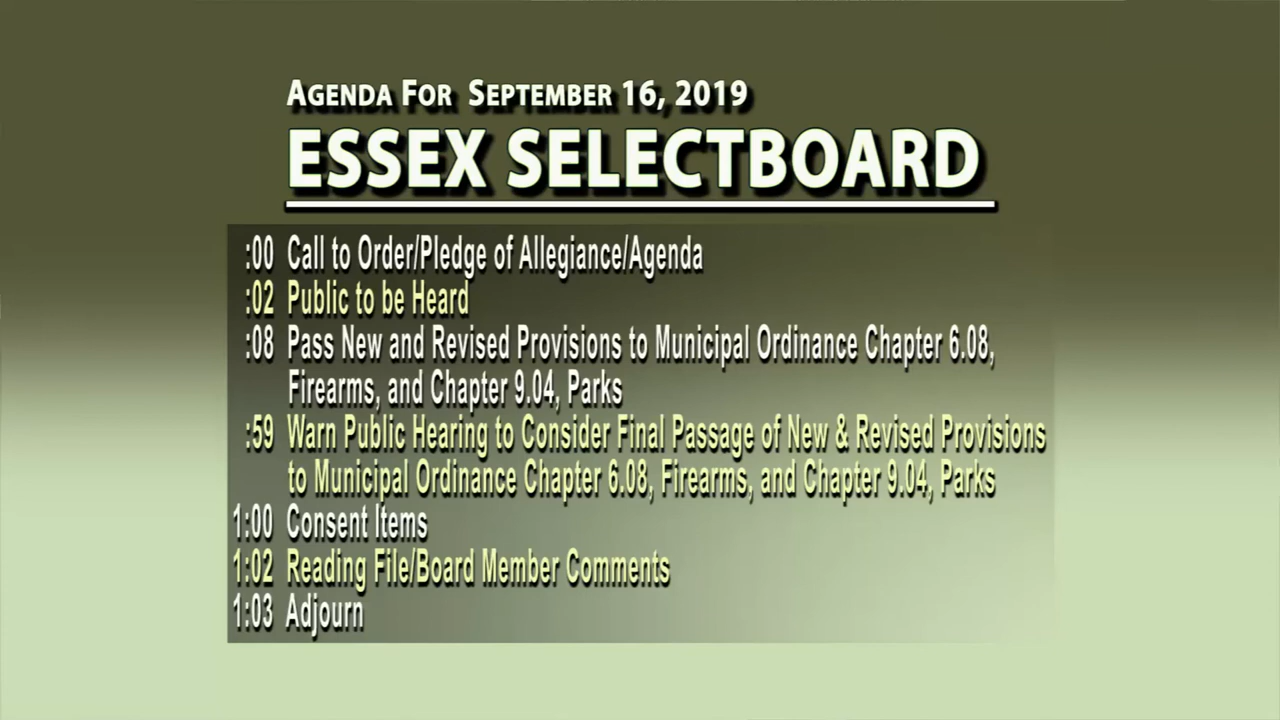 AGENDA FOR SEPTEMBER 16, 2019
ESSEX SELECTBOARD
:00 Call to Order/Pledge of Allegiance/Agenda
:02 Public to be Heard
:08 Pass New and Revised Provisions to Municipal Ordinance Chapter 6.08,
Firearms, and Chapter 9.04, Parks
:59 Warn Public Hearing to Consider Final Passage of New & Revised Provisions
to Municipal Ordinance Chapter 6.08, Firearms, and Chapter 9.04, Parks
1:00 Consent Items
1:02 Reading File/Board Member Comments
1:03 Adjourn